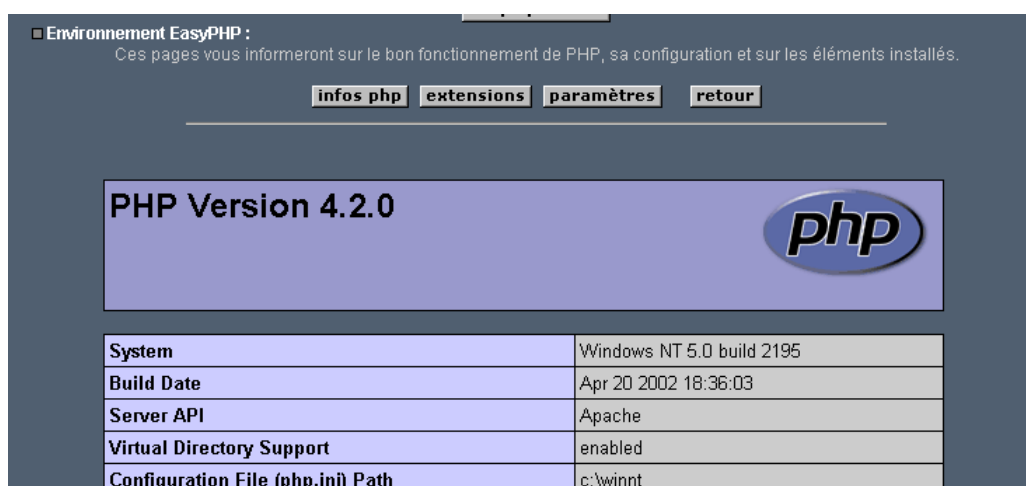 Environnement EasyPHP :
Ces pages vous informeront sur le bon fonctionnement de PHP, sa configuration et sur les éléments installés.
infos php extensions paramètres retour
PHP Version 4.2.0
php
System Windows NT 5.0 build 2195
Build Date Apr 20 2002 18:36:03
Server API Apache
Virtual Directory Support enabled
Configuration File (php.ini) Path c:\winnt